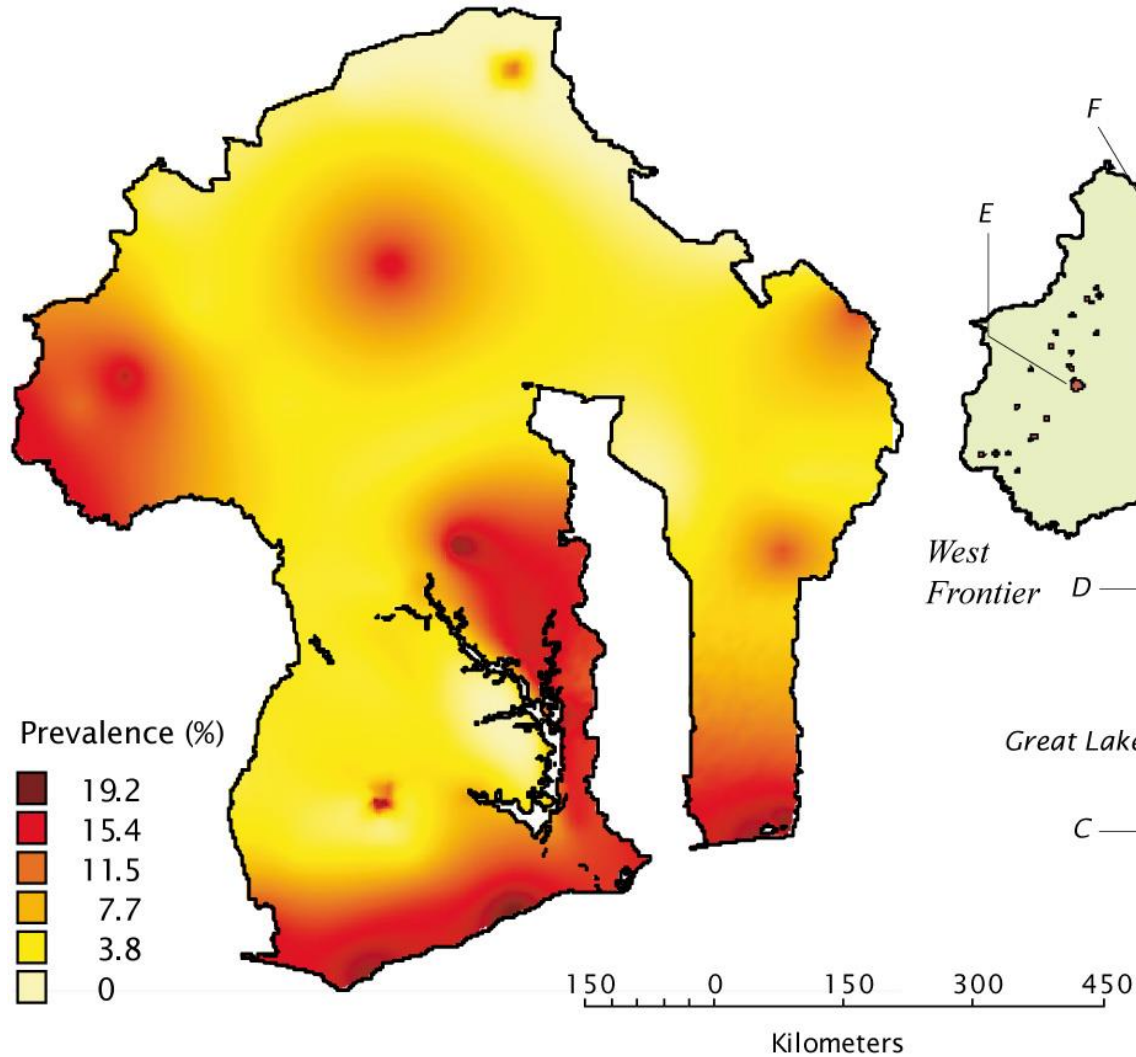 F
E
West
Frontier
D
Great Lake
C
Prevalence (%)
19.2
15.4
11.5
7.7
3.8
0
150 0 150 300 450
Kilometers